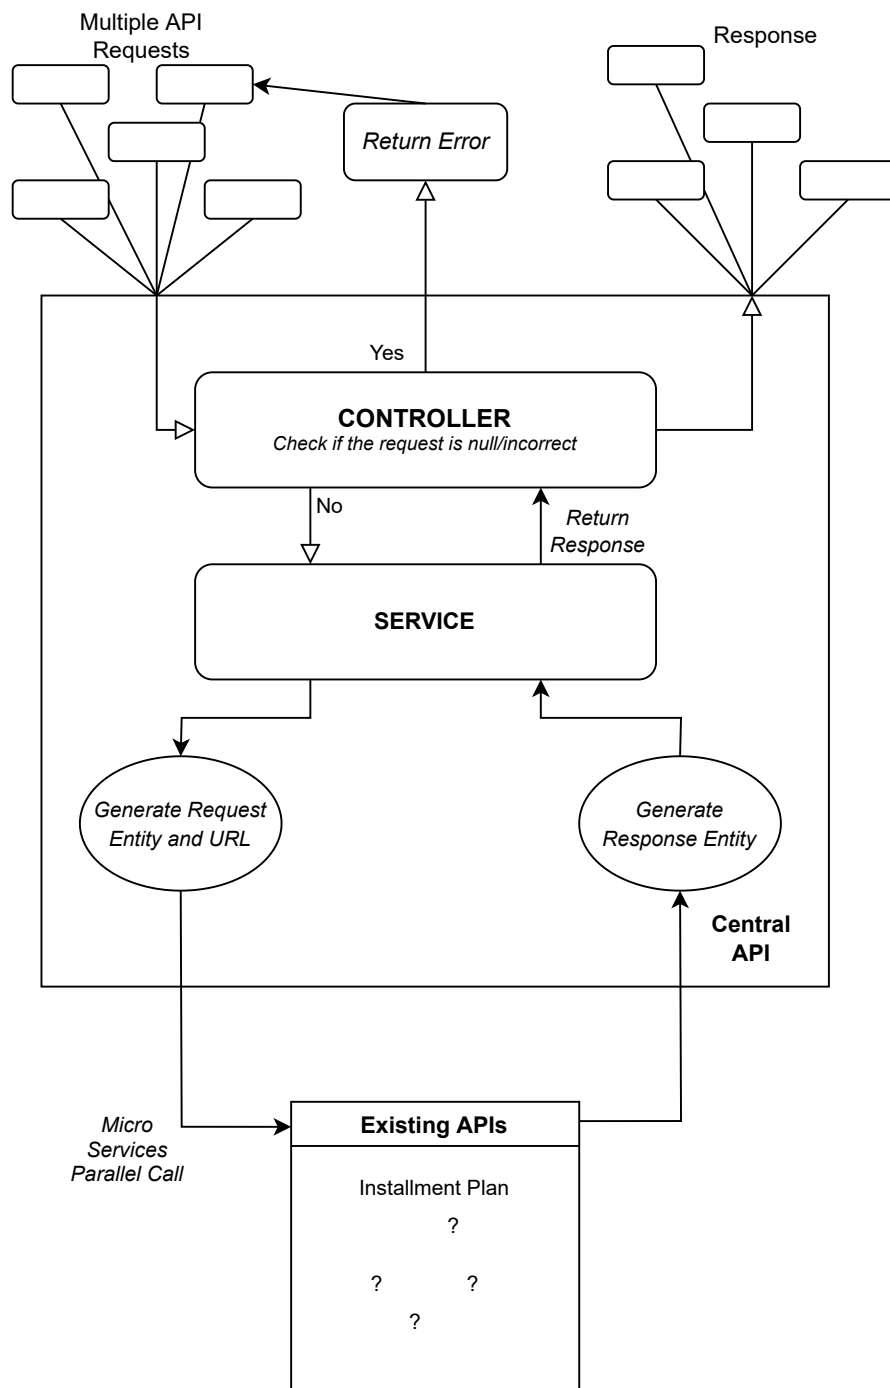 Multiple API
Requests
Response
Return Error
Yes
CONTROLLER
Check if the request is null/incorrect
No
Return
Response
SERVICE
Generate Request
Entity and URL
Generate
Response Entity
Central
API
Micro
Services
Parallel Call
Existing APIs
Installment Plan
?
? ?
?